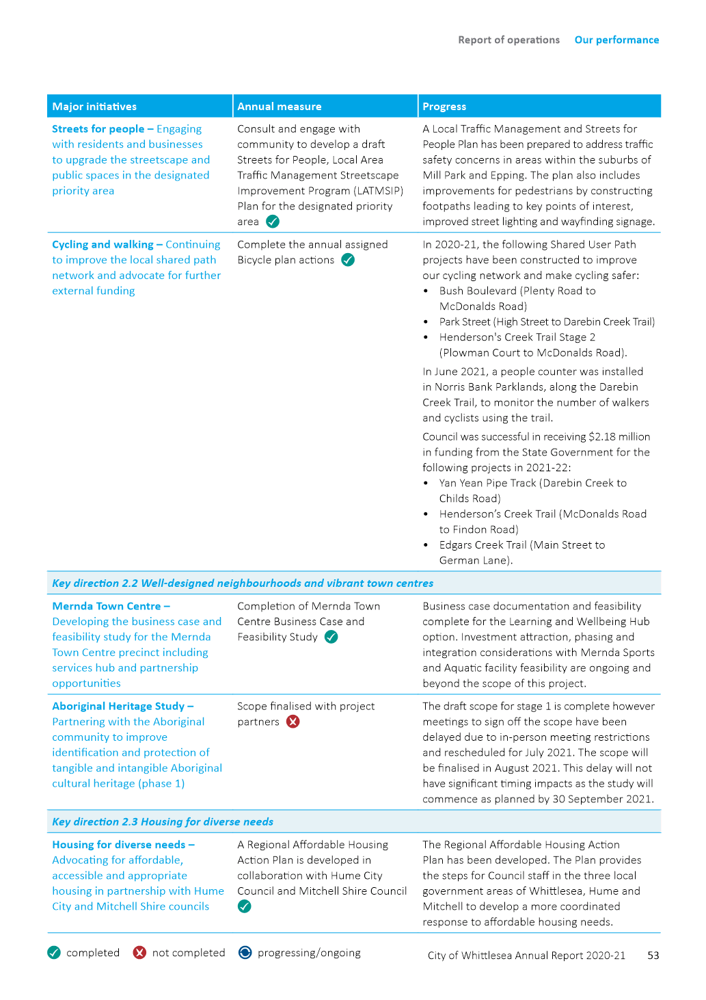 Report of operations Our performance
Major initiatives
Annual measure
Progress
Streets for people – Engaging
with residents and businesses
to upgrade the streetscape and
public spaces in the designated
priority area
Consult and engage with
community to develop a draft
Streets for People, Local Area
Traffic Management Streetscape
Improvement Program (LATMSIP)
Plan for the designated priority
area
A Local Traffic Management and Streets for
People Plan has been prepared to address traffic
safety concerns in areas within the suburbs of
Mill Park and Epping. The plan also includes
improvements for pedestrians by constructing
footpaths leading to key points of interest,
improved street lighting and wayfinding signage.
Cycling and walking – Continuing
to improve the local shared path
network and advocate for further
external funding
Complete the annual assigned
Bicycle plan actions
In 2020-21, the following Shared User Path
projects have been constructed to improve
our cycling network and make cycling safer:
• Bush Boulevard (Plenty Road to
McDonalds Road)
• Park Street (High Street to Darebin Creek Trail)
• Henderson's Creek Trail Stage 2
(Plowman Court to McDonalds Road).
In June 2021, a people counter was installed
in Norris Bank Parklands, along the Darebin
Creek Trail, to monitor the number of walkers
and cyclists using the trail.
Council was successful in receiving $2.18 million
in funding from the State Government for the
following projects in 2021-22:
• Yan Yean Pipe Track (Darebin Creek to
Childs Road)
• Henderson’s Creek Trail (McDonalds Road
to Findon Road)
• Edgars Creek Trail (Main Street to
German Lane).
Key direction 2.2 Well-designed neighbourhoods and vibrant town centres
Mernda Town Centre –
Developing the business case and
feasibility study for the Mernda
Town Centre precinct including
services hub and partnership
opportunities
Completion of Mernda Town
Centre Business Case and
Feasibility Study
Business case documentation and feasibility
complete for the Learning and Wellbeing Hub
option. Investment attraction, phasing and
integration considerations with Mernda Sports
and Aquatic facility feasibility are ongoing and
beyond the scope of this project.
Aboriginal Heritage Study –
Partnering with the Aboriginal
community to improve
identification and protection of
tangible and intangible Aboriginal
cultural heritage (phase 1)
Scope finalised with project
partners
The draft scope for stage 1 is complete however
meetings to sign off the scope have been
delayed due to in-person meeting restrictions
and rescheduled for July 2021. The scope will
be finalised in August 2021. This delay will not
have significant timing impacts as the study will
commence as planned by 30 September 2021.
Key direction 2.3 Housing for diverse needs
Housing for diverse needs –
Advocating for affordable,
accessible and appropriate
housing in partnership with Hume
City and Mitchell Shire councils
A Regional Affordable Housing
Action Plan is developed in
collaboration with Hume City
Council and Mitchell Shire Council
The Regional Affordable Housing Action
Plan has been developed. The Plan provides
the steps for Council staff in the three local
government areas of Whittlesea, Hume and
Mitchell to develop a more coordinated
response to affordable housing needs.
completed not completed progressing/ongoing
City of Whittlesea Annual Report 2020-21 53